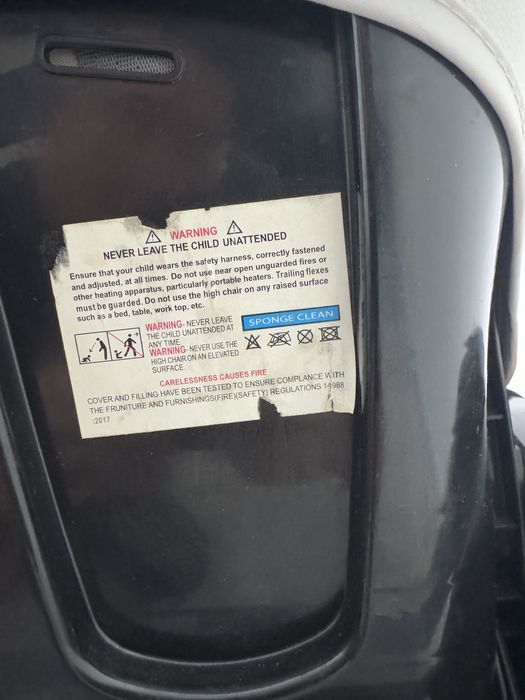 WARNING
NEVER LEAVE THE CHILD UNATTENDED
Ensure that your child wears the safety harness, correctly fastened
and adjusted, at all times. Do not use near open unguarded fires or
other heating apparatus, particularly portable heaters. Trailing flexes
must be guarded. Do not use the high chair on any raised surface
such as a bed, table, work top, etc.
WARNING- NEVER LEAVE
THE CHILD UNATTENDED AT
ANY TIME.
WARNING- NEVER USE THE
HIGH CHAIR ON AN ELEVATED
SURFACE.
SPONGE CLEAN
CARELESSNESS CAUSES FIRE
COVER AND FILLING HAVE BEEN TESTED TO ENSURE COMPLANCE WITH
THE FRUNITURE AND FURNISHINGS(FIRE)(SAFETY) REGULATIONS 14988
:2017